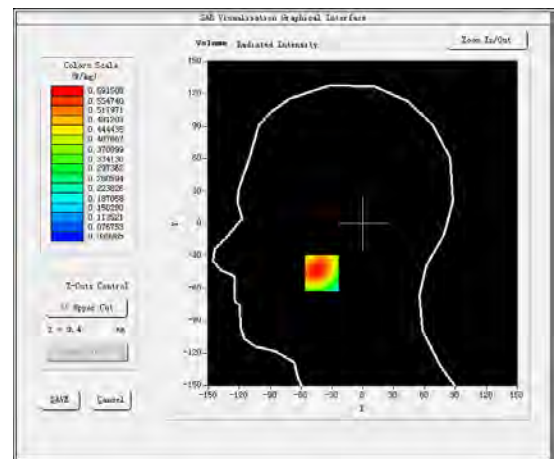 SAR Visualisation Graphical Interface
Volume Radiated Intensity
Zoom In/Out
Colors Scale
(W/kg)
0.591508
0.554740
0.517971
0.481203
0.444435
0.407667
0.370899
0.334130
0.297362
0.260594
0.223826
0.187058
0.150290
0.113521
0.076753
150
120
90
60
30
0
-30
-60
-90
-120
-150
Y
-150 -120 -90 -60 -30 0 30 60 90 120 150
X
Z-Cuts Control
Upper Cut
Z = 0.4 mm
SAVE
Cancel